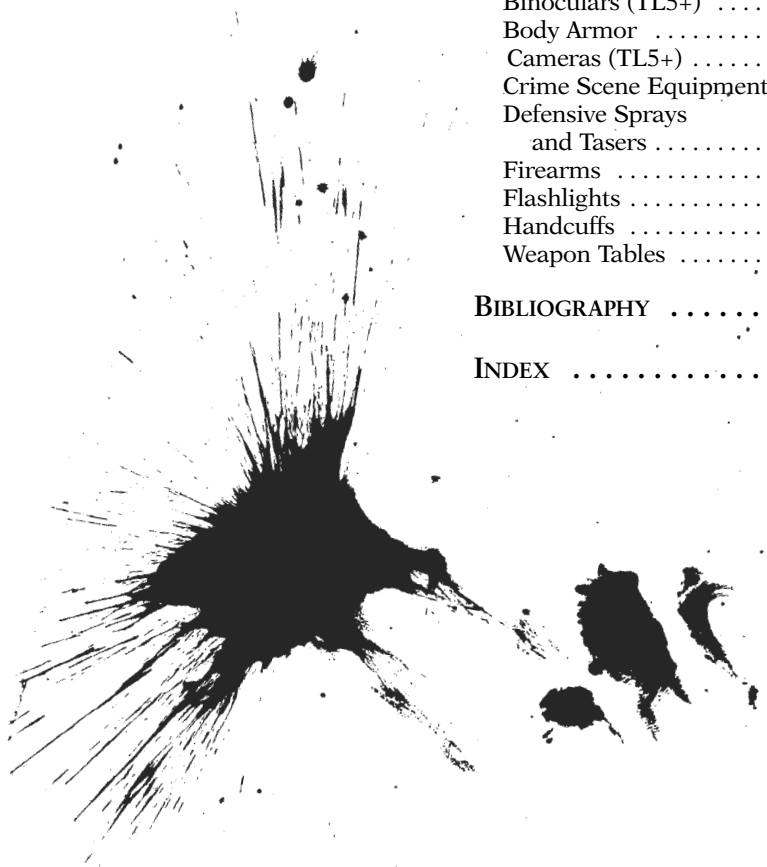 Binoculars (TL5+) . . . .
Body Armor . . . . . . . . .
Cameras (TL5+) . . . . . .
Crime Scene Equipment
Defensive Sprays
and Tasers . . . . . . . . .
Firearms . . . . . . . . . . . .
Flashlights . . . . . . . . . . .
Handcuffs . . . . . . . . . . .
Weapon Tables . . . . . . .
BIBLIOGRAPHY . . . . . .
INDEX . . . . . . . . . . . .